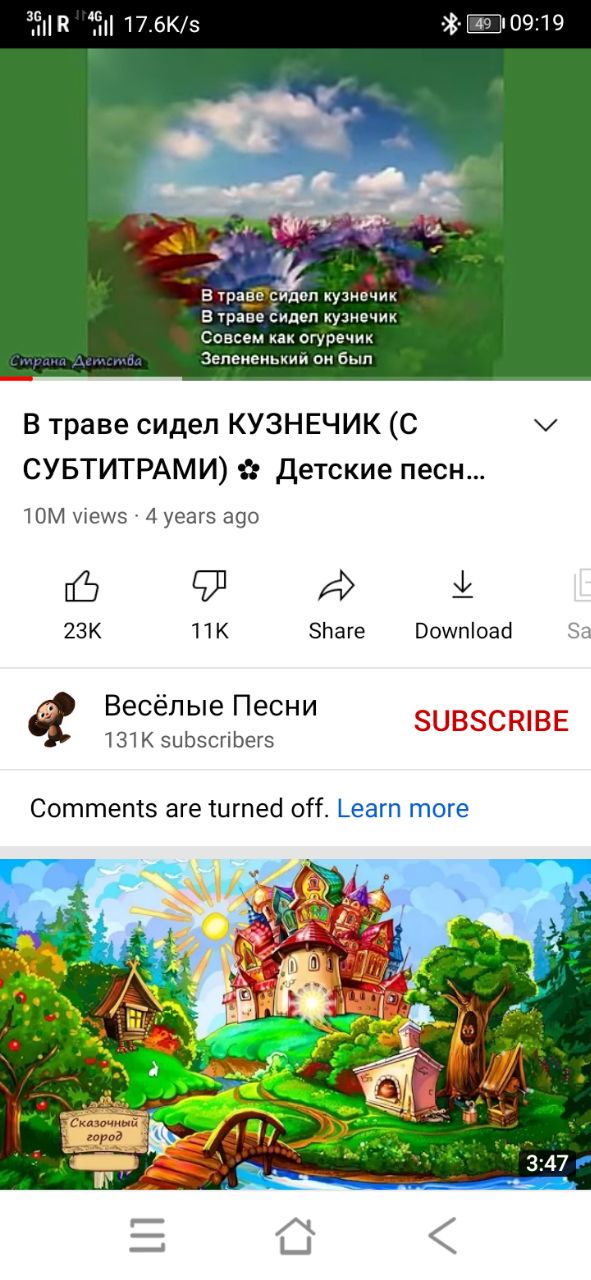 3G R 4G 17.6K/s 49 09:19
В траве сидел кузнечик
В траве сидел кузнечик
Совсем как огуречик
Зелененький он был
Страна Детства
В траве сидел КУЗНЕЧИК (С
СУБТИТРАМИ) ✿ Детские песн...
10M views · 4 years ago
23K 11K Share Download Sa
Весёлые Песни
SUBSCRIBE
131K subscribers
Comments are turned off. Learn more
Сказочный
город
3:47